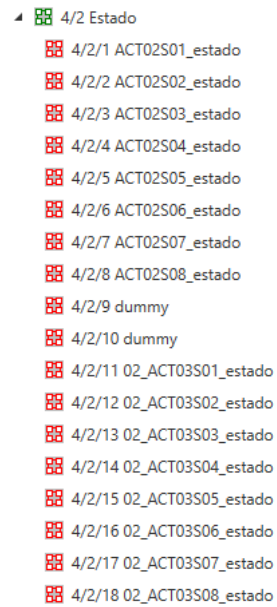 4/2 Estado
4/2/1 ACT02S01_estado
4/2/2 ACT02S02_estado
4/2/3 ACT02S03_estado
4/2/4 ACT02S04_estado
4/2/5 ACT02S05_estado
4/2/6 ACT02S06_estado
4/2/7 ACT02S07_estado
4/2/8 ACT02S08_estado
4/2/9 dummy
4/2/10 dummy
4/2/11 02_ACT03S01_estado
4/2/12 02_ACT03S02_estado
4/2/13 02_ACT03S03_estado
4/2/14 02_ACT03S04_estado
4/2/15 02_ACT03S05_estado
4/2/16 02_ACT03S06_estado
4/2/17 02_ACT03S07_estado
4/2/18 02_ACT03S08_estado